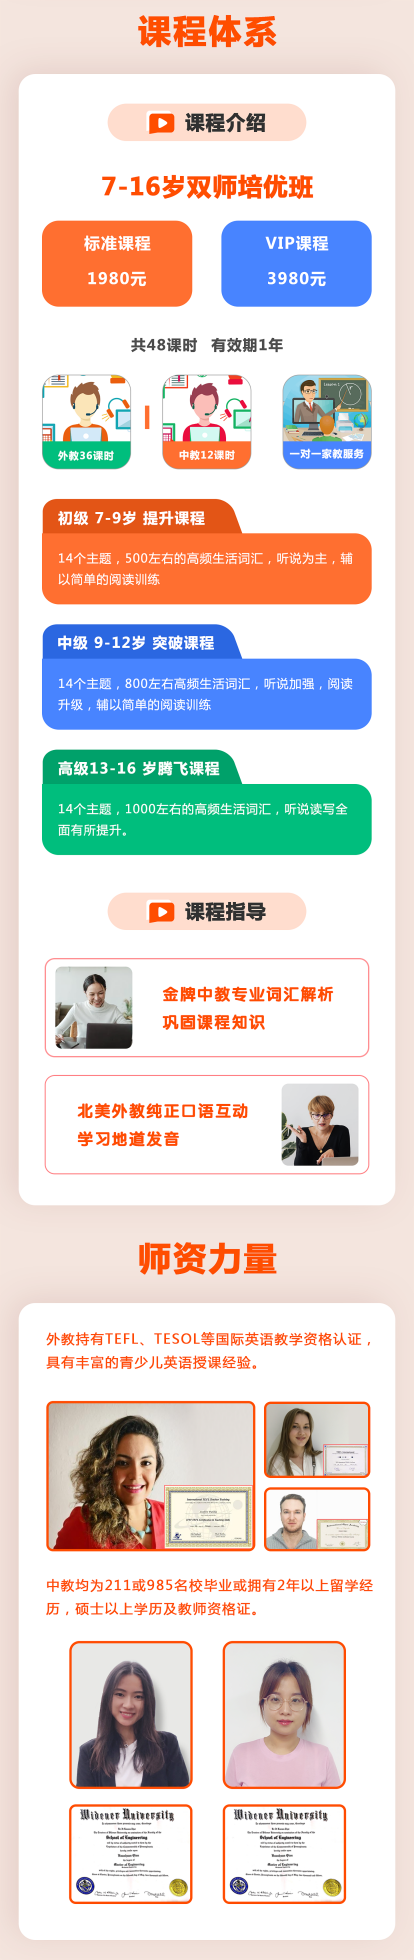 课程体系
课程介绍
7-16岁双师培优班
标准课程
VIP课程
1980元
3980元
共48课时 有效期1年
外教36课时
中教12课时
一对一家教服务
初级 7-9岁 提升课程
14个主题，500左右的高频生活词汇，听说为主，辅
以简单的阅读训练
中级 9-12岁 突破课程
14个主题，800左右高频生活词汇，听说加强，阅读
升级，辅以简单的阅读训练
高级13-16 岁腾飞课程
14个主题，1000左右的高频生活词汇，听说读写全
面有所提升。
课程指导
金牌中教专业词汇解析
巩固课程知识
北美外教纯正口语互动
学习地道发音
师资力量
外教持有TEFL、TESOL等国际英语教学资格认证，
具有丰富的青少儿英语授课经验。
中教均为211或985名校毕业或拥有2年以上留学经
历，硕士以上学历及教师资格证。
Widener University
School of Engineering
Master of Engineering
Widener University
School of Engineering
Master of Engineering